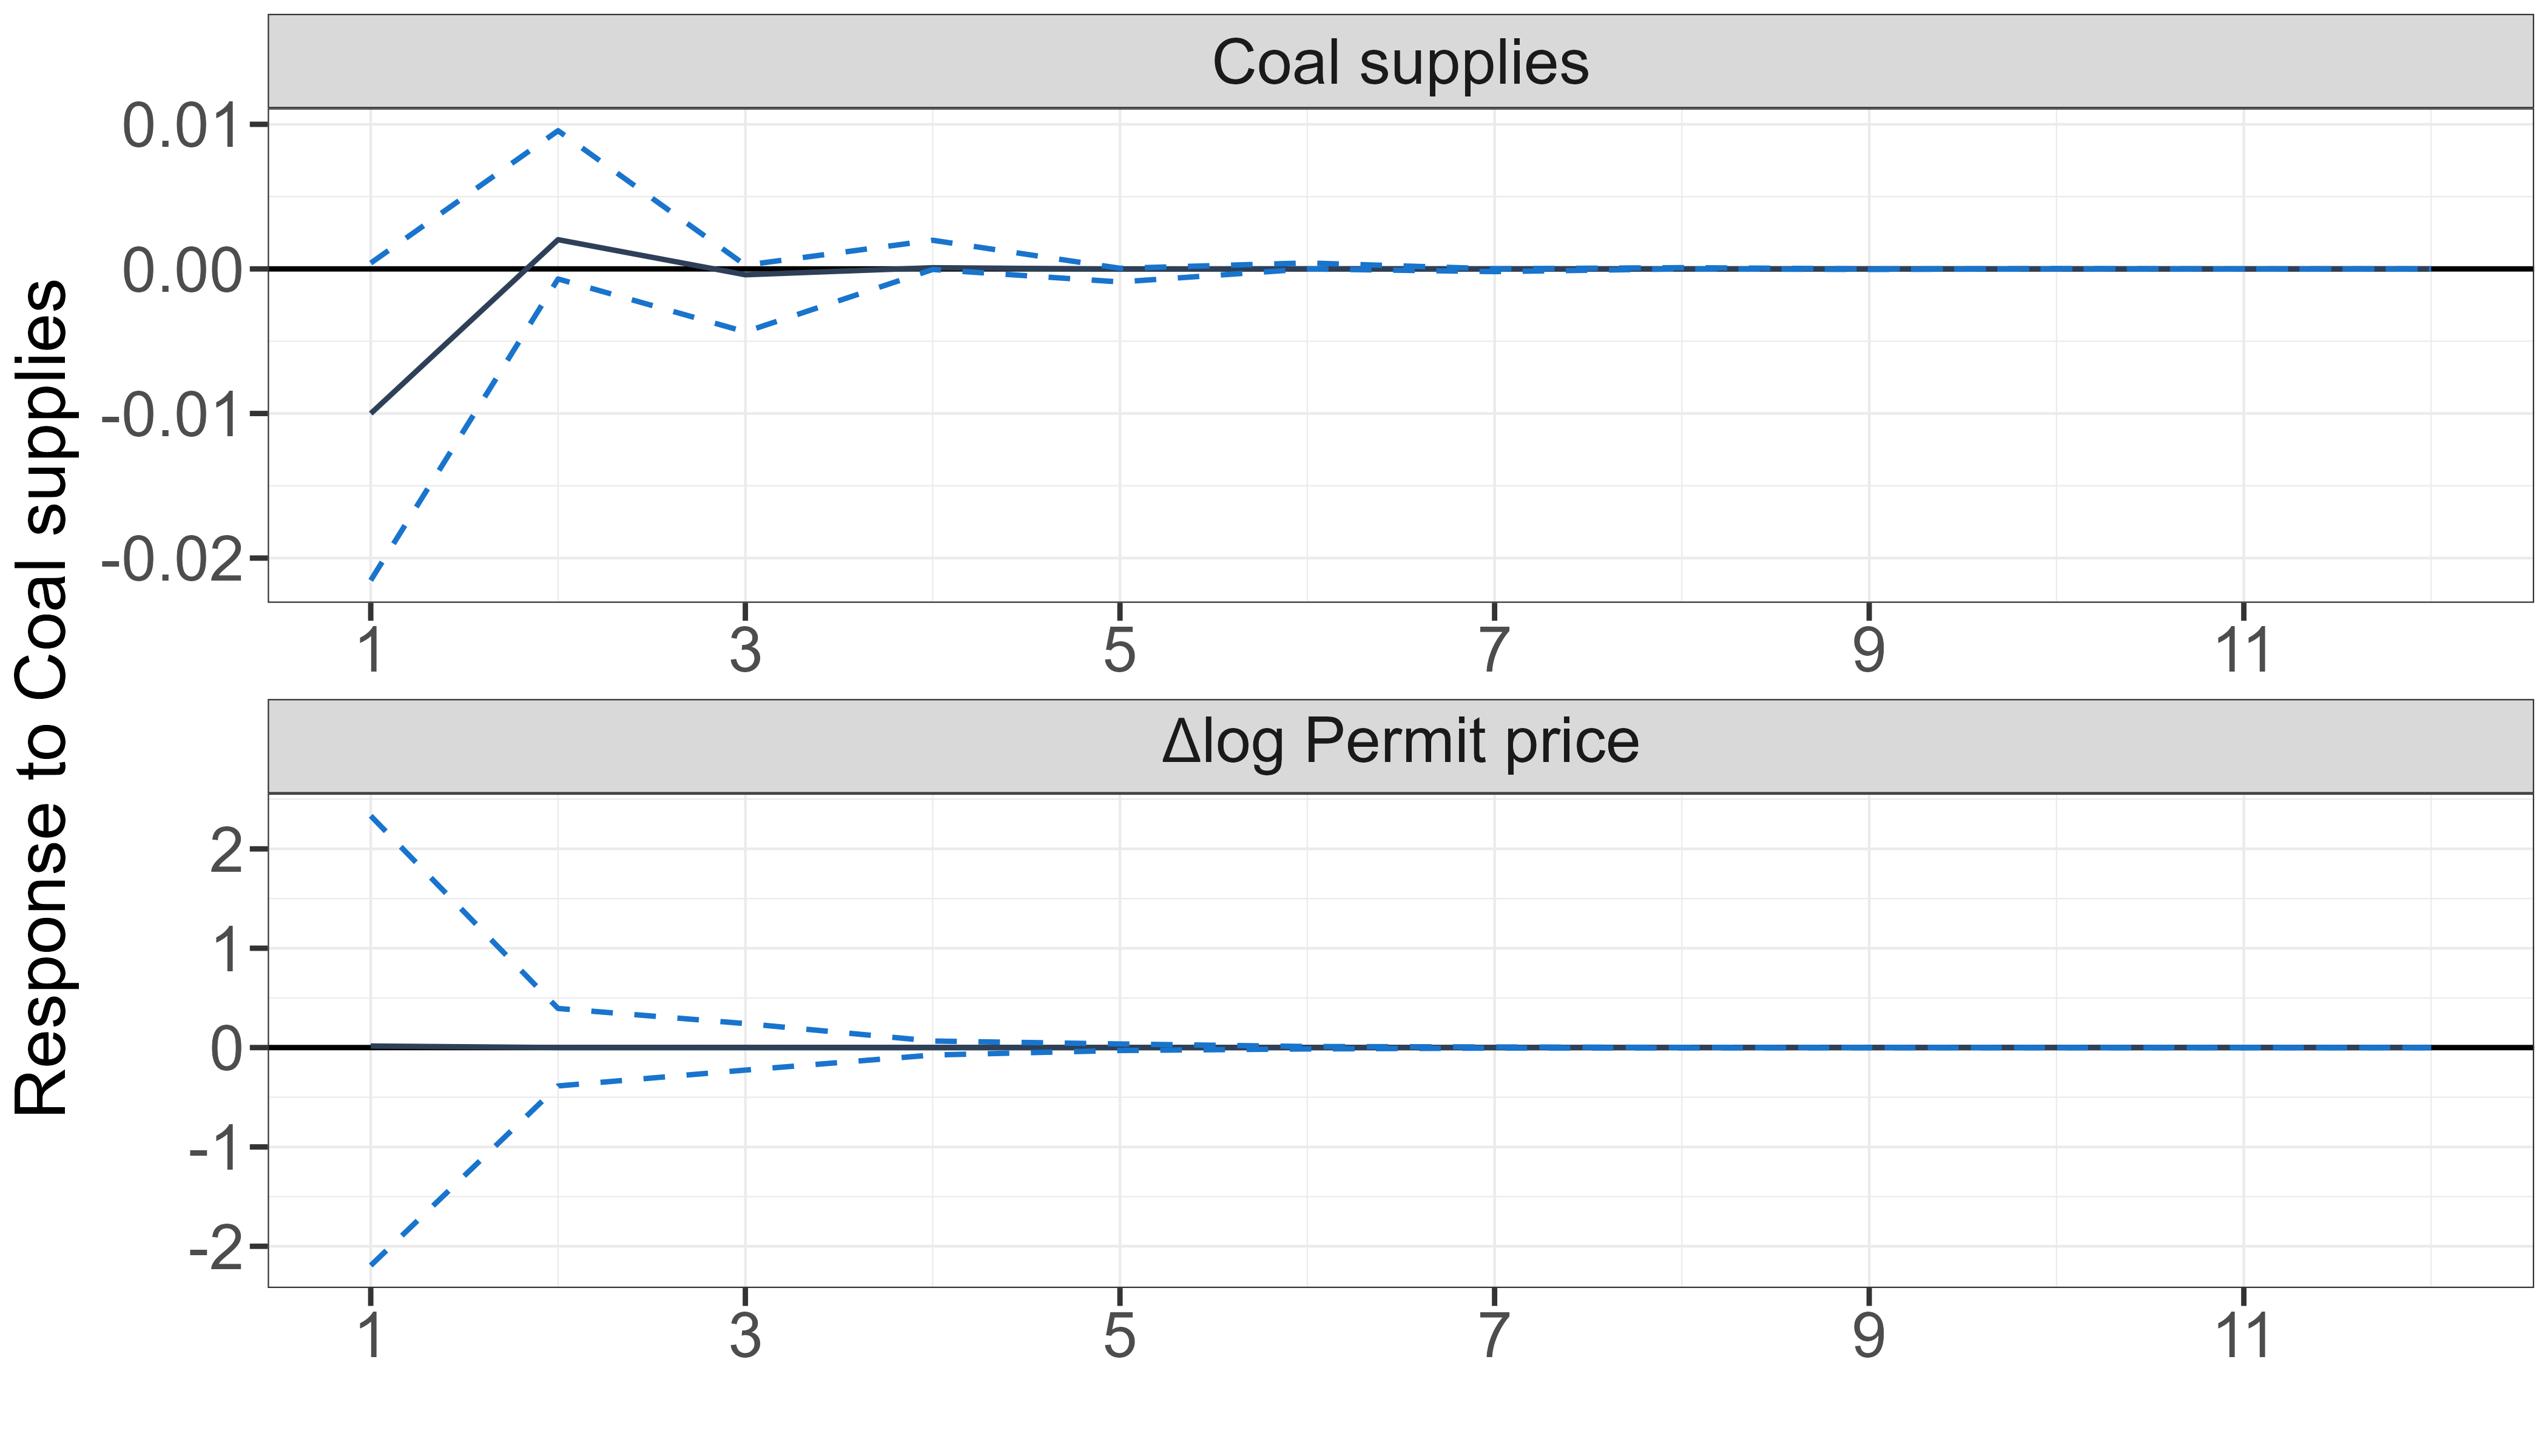 Response to Coal supplies
Coal supplies
0.01
0.00
-0.01
-0.02
1 3 5 7 9 11
Δlog Permit price
2
1
0
-1
-2
1 3 5 7 9 11